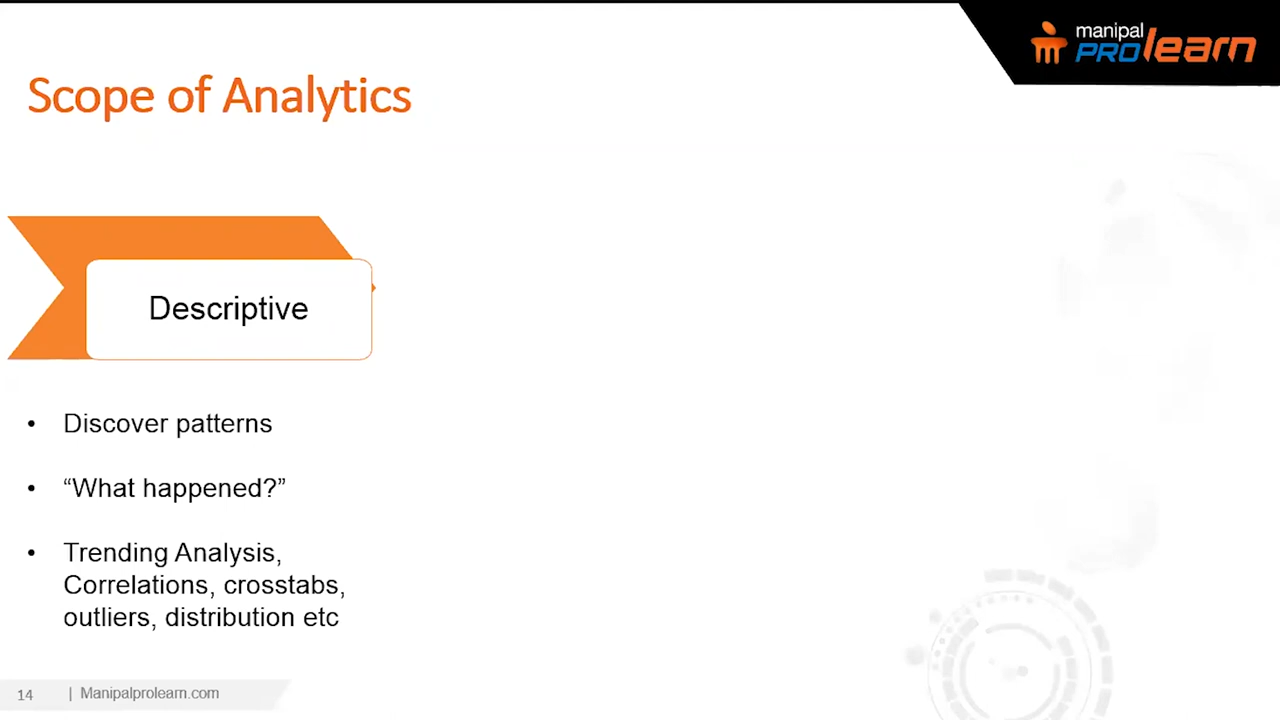 manipal
PROlearn
Scope of Analytics
Descriptive
• Discover patterns
• “What happened?”
• Trending Analysis,
Correlations, crosstabs,
outliers, distribution etc
14 | Manipalprolearn.com